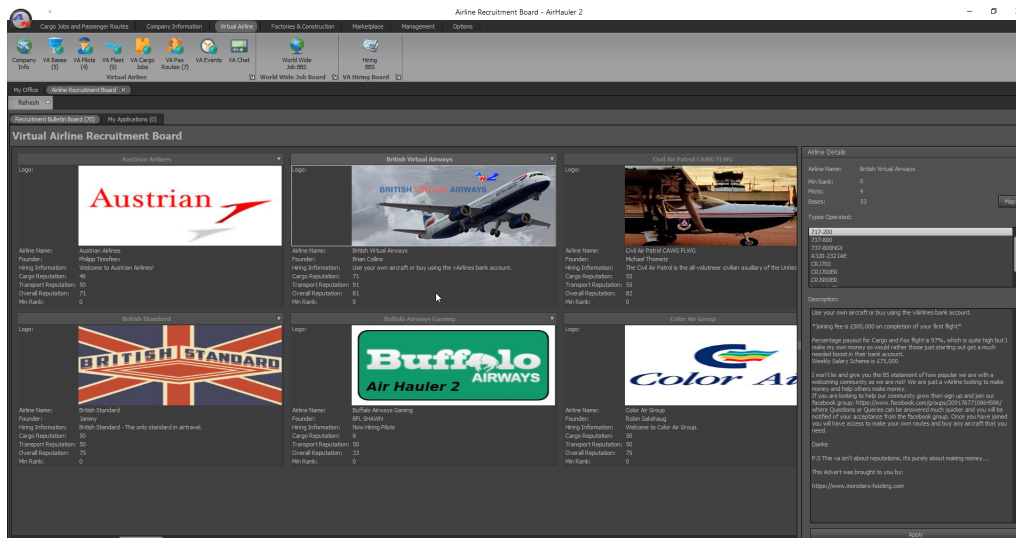 Airline Recruitment Board - AirHauler 2
Cargo Jobs and Passenger Routes Company Information Virtual Airline Factories & Construction Marketplace Management Options
Company Info VA Bases (5) VA Pilots (4) VA Fleet (9) VA Cargo Jobs VA Pax Routes (7) VA Events VA Chat World Wide Job BBS Hiring BBS
Virtual Airline World Wide Job Board VA Hiring Board
My Office Airline Recruitment Board X
Refresh
Recruitment Bulletin Board (70) My Applications (0)
Virtual Airline Recruitment Board
Austrian Airlines
Logo:
Austrian
Airline Name: Austrian Airlines
Founder: Philipp Timofeev
Hiring Information: Welcome to Austrian Airlines!
Cargo Reputation: 46
Transport Reputation: 50
Overall Reputation: 71
Min Rank: 0
British Virtual Airways
Logo:
BRITISH VIRTUAL AIRWAYS
Airline Name: British Virtual Airways
Founder: Brian Collins
Hiring Information: Use your own aircraft or buy using the vAirlines bank account.
Cargo Reputation: 71
Transport Reputation: 91
Overall Reputation: 81
Min Rank: 0
Civil Air Patrol CAWG FLWG
Logo:
Airline Name: Civil Air Patrol CAWG FLWG
Founder: Michael Thometz
Hiring Information: The Civil Air Patrol is the all-volunteer civilian auxillary of the United
Cargo Reputation: 55
Transport Reputation: 55
Overall Reputation: 82
Min Rank: 0
British Standard
Logo:
BRITISH STANDARD
Airline Name: British Standard
Founder: Jammy
Hiring Information: British Standard - The only standard in airtravel.
Cargo Reputation: 50
Transport Reputation: 50
Overall Reputation: 75
Min Rank: 0
Buffalo Airways Gaming
Logo:
Buffalo
AIRWAYS
Air Hauler 2
Airline Name: Buffalo Airways Gaming
Founder: BFL SHAWN
Hiring Information: Now Hiring Pilots
Cargo Reputation: 8
Transport Reputation: 50
Overall Reputation: 33
Min Rank: 0
Color Air Group
Logo:
Color Ai
Airline Name: Color Air Group
Founder: Robin Sakshaug
Hiring Information: Welcome to Color Air Group.
Cargo Reputation: 50
Transport Reputation: 50
Overall Reputation: 75
Min Rank: 0
Airline Details
Airline Name: British Virtual Airways
Min Rank: 0
Pilots: 9
Bases: 53 Map
Types Operated:
717-200
737-800
737-800NGX
A320-232 IAE
CRJ700
CRJ700ER
CRJ900ER
Description:
Use your own aircraft or buy using the vAirlines bank account.
*Joining fee is £500,000 on completion of your first flight*
Percentage payout for Cargo and Pax flight is 97%, which is quite high but I
make my own money so would rather those just starting out get a much
needed boost in their bank account.
Weekly Salary Scheme is £75,000
I won't lie and give you the BS statement of how popular we are with a
welcoming community as we are not! We are just a vAirline looking to make
money and help others make money.
If you are looking to help our community grow then sign up and join our
facebook group: https://www.facebook.com/groups/2091767710864596/
where Questions or Queries can be answered much quicker and you will be
notified of your acceptance from the facebook group. Once you have joined
you will have access to make your own routes and buy any aircraft that you
need.
Danke
P.S This va isn't about reputations, it's purely about making money...
This Advert was brought to you by:
https://www.monsterx-hosting.com
Apply